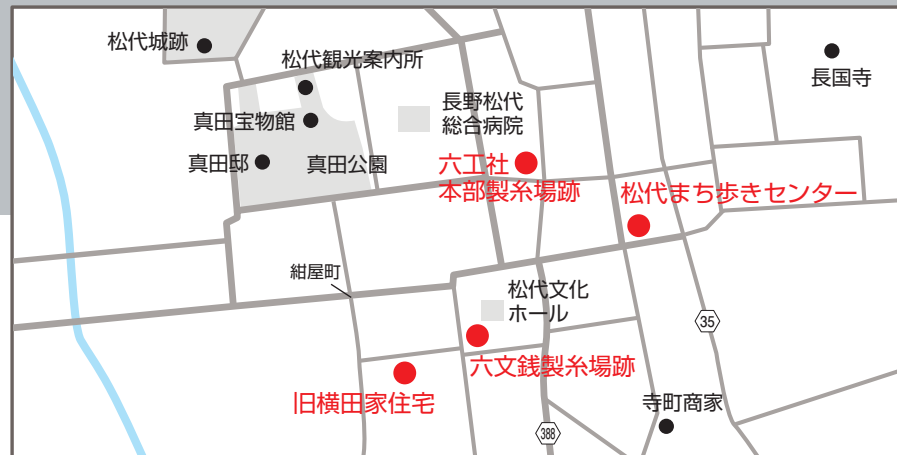 松代城跡
松代観光案内所
長国寺
長野松代
総合病院
真田宝物館
真田邸
真田公園
六工社
本部製糸場跡
松代まち歩きセンター
紺屋町
松代文化
ホール
35
六文銭製糸場跡
旧横田家住宅
寺町商家
388